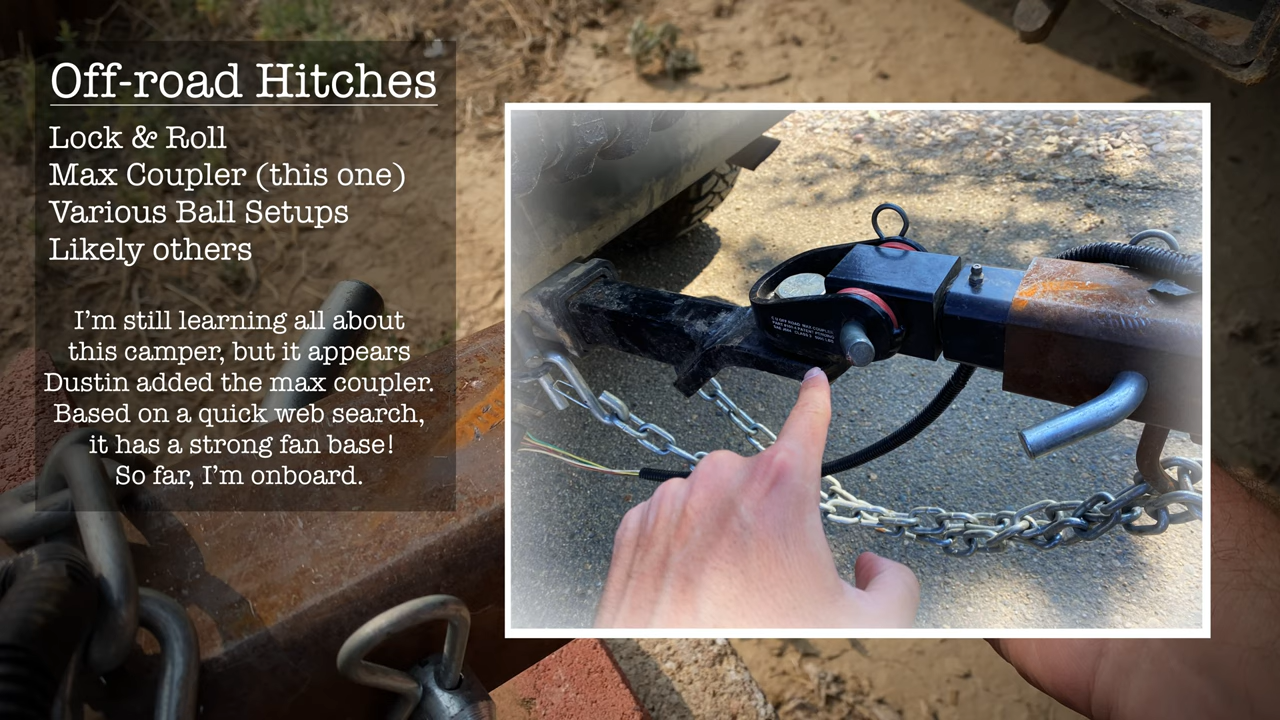 Off-road Hitches
Lock & Roll
Max Coupler (this one)
Various Ball Setups
Likely others
I'm still learning all about
this camper, but it appears
Dustin added the max coupler.
Based on a quick web search,
it has a strong fan base!
So far, I'm onboard.